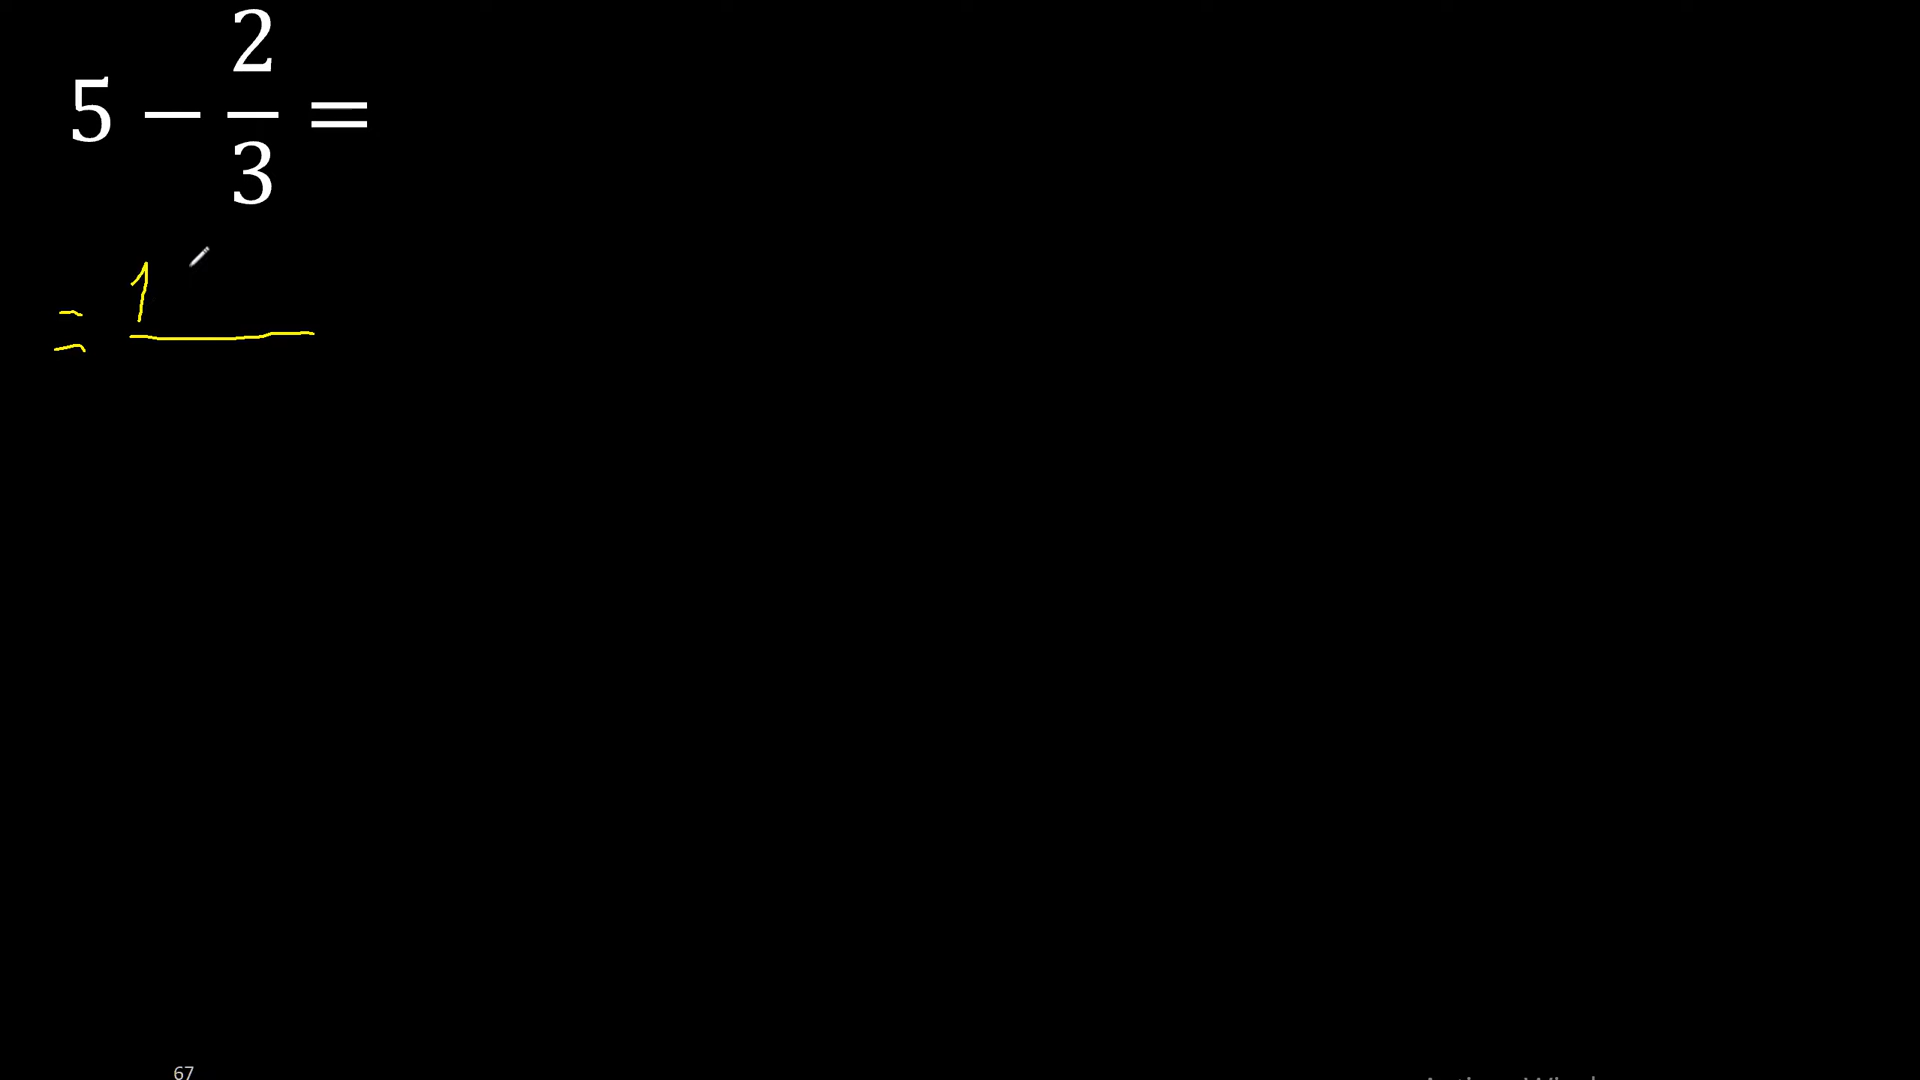 5 − 2/3 =
= 1
67